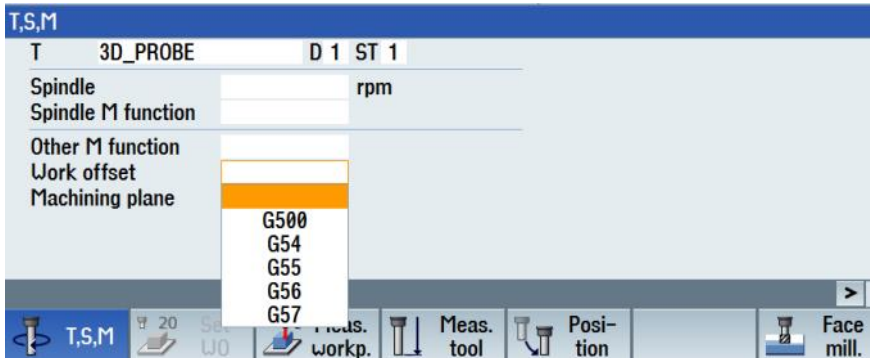 T,S,M
T 3D_PROBE D 1 ST 1
Spindle rpm
Spindle M function
Other M function
Work offset
Machining plane
G500
G54
G55
G56
G57
>
T,S,M
20
WO
workp.
Meas.
tool
Posi-
tion
Face
mill.